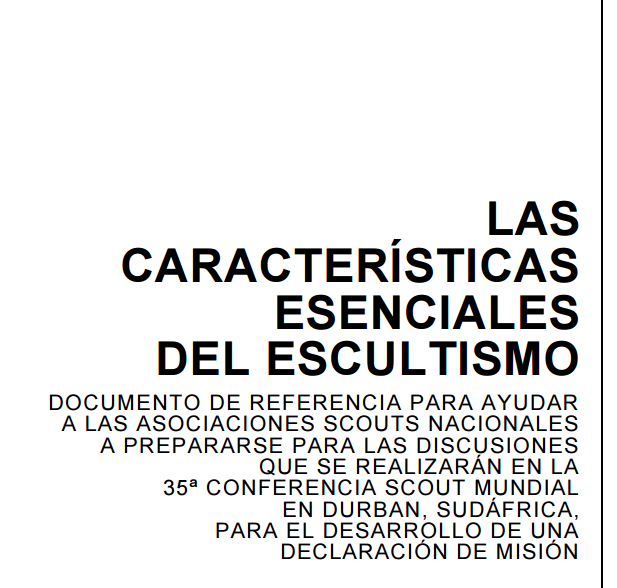 LAS
CARACTERÍSTICAS
ESENCIALES
DEL ESCULTISMO
DOCUMENTO DE REFERENCIA PARA AYUDAR
A LAS ASOCIACIONES SCOUTS NACIONALES
A PREPARARSE PARA LAS DISCUSIONES
QUE SE REALIZARÁN EN LA
35ª CONFERENCIA SCOUT MUNDIAL
EN DURBAN, SUDÁFRICA,
PARA EL DESARROLLO DE UNA
DECLARACIÓN DE MISIÓN